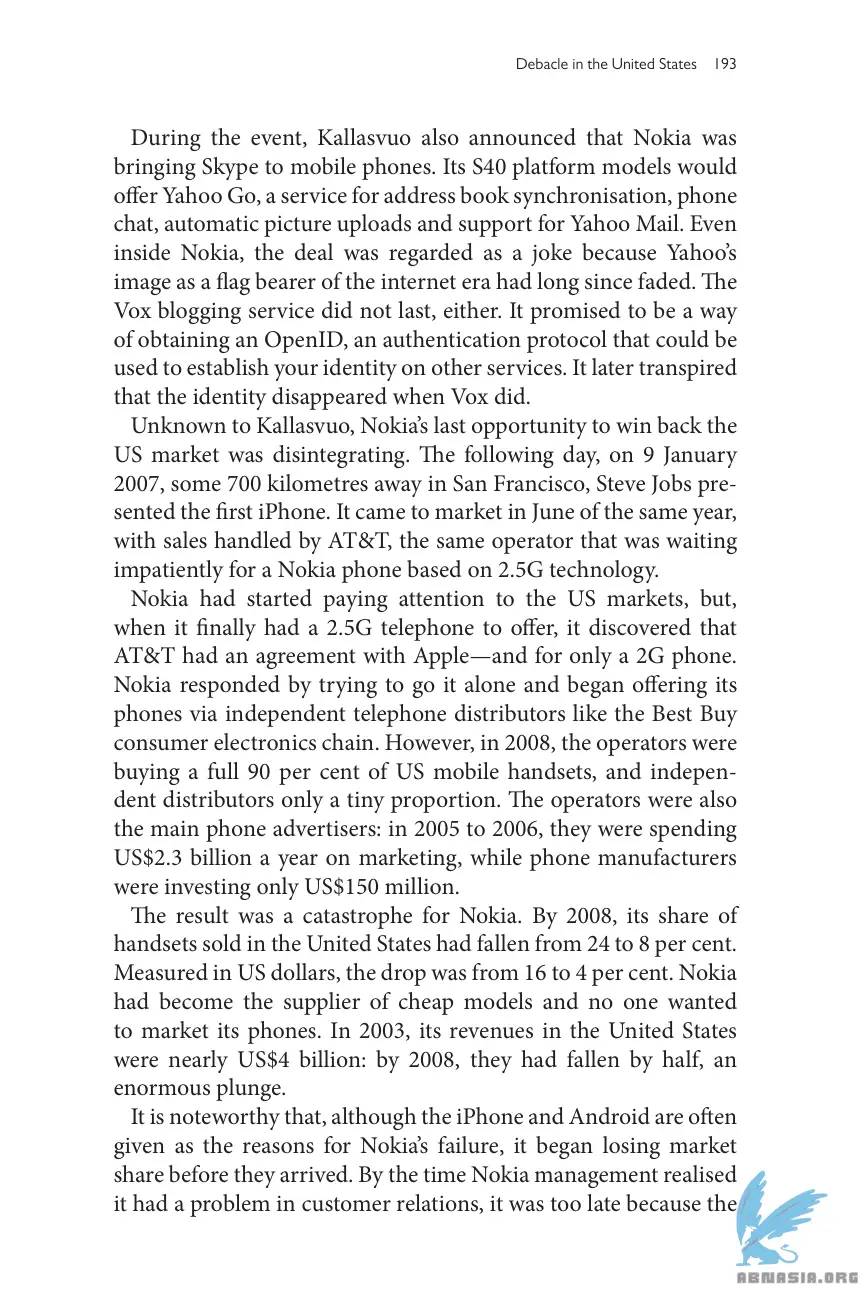 Debacle in the United States 193
During the event, Kallasvuo also announced that Nokia was
bringing Skype to mobile phones. Its S40 platform models would
offer Yahoo Go, a service for address book synchronisation, phone
chat, automatic picture uploads and support for Yahoo Mail. Even
inside Nokia, the deal was regarded as a joke because Yahoo’s
image as a flag bearer of the internet era had long since faded. The
Vox blogging service did not last, either. It promised to be a way
of obtaining an OpenID, an authentication protocol that could be
used to establish your identity on other services. It later transpired
that the identity disappeared when Vox did.
Unknown to Kallasvuo, Nokia’s last opportunity to win back the
US market was disintegrating. The following day, on 9 January
2007, some 700 kilometres away in San Francisco, Steve Jobs pre-
sented the first iPhone. It came to market in June of the same year,
with sales handled by AT&T, the same operator that was waiting
impatiently for a Nokia phone based on 2.5G technology.
Nokia had started paying attention to the US markets, but,
when it finally had a 2.5G telephone to offer, it discovered that
AT&T had an agreement with Apple—and for only a 2G phone.
Nokia responded by trying to go it alone and began offering its
phones via independent telephone distributors like the Best Buy
consumer electronics chain. However, in 2008, the operators were
buying a full 90 per cent of US mobile handsets, and indepen-
dent distributors only a tiny proportion. The operators were also
the main phone advertisers: in 2005 to 2006, they were spending
US$2.3 billion a year on marketing, while phone manufacturers
were investing only US$150 million.
The result was a catastrophe for Nokia. By 2008, its share of
handsets sold in the United States had fallen from 24 to 8 per cent.
Measured in US dollars, the drop was from 16 to 4 per cent. Nokia
had become the supplier of cheap models and no one wanted
to market its phones. In 2003, its revenues in the United States
were nearly US$4 billion: by 2008, they had fallen by half, an
enormous plunge.
It is noteworthy that, although the iPhone and Android are often
given as the reasons for Nokia’s failure, it began losing market
share before they arrived. By the time Nokia management realised
it had a problem in customer relations, it was too late because the
ABNASIA.ORG